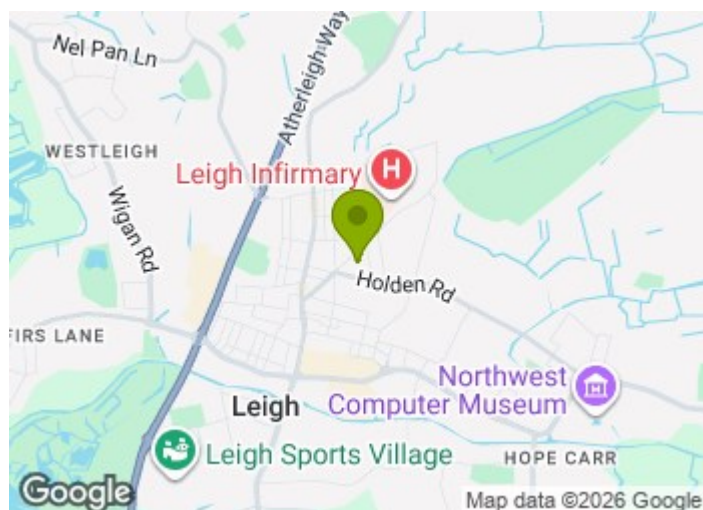 Nel Pan Ln
Atherleigh Way
WESTLEIGH
Leigh Infirmary
H
Wigan Rd
Holden Rd
FIRS LANE
Northwest
Computer Museum
Leigh
Leigh Sports Village
HOPE CARR
Google
Map data ©2026 Google